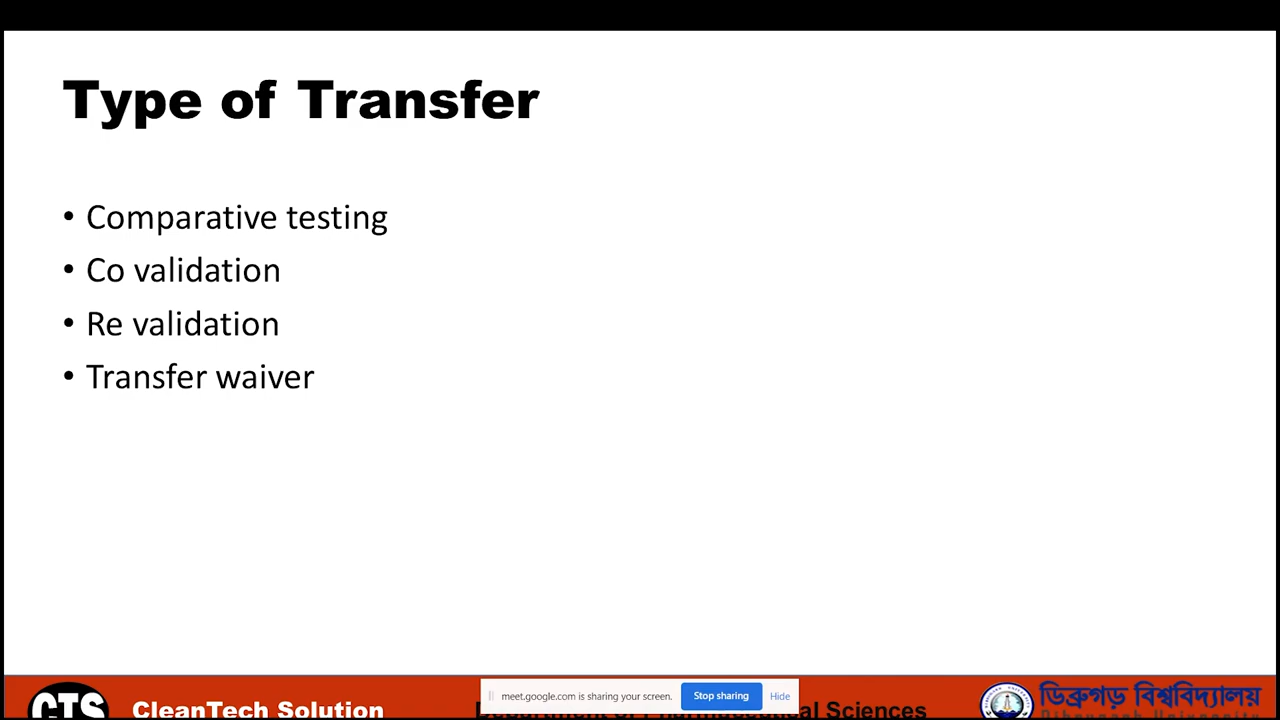 Type of Transfer
• Comparative testing
• Co validation
• Re validation
• Transfer waiver
CTS
CleanTech Solution
meet.google.com is sharing your screen.
Stop sharing
Hide
Sciences
ডিব্ৰুগড় বিশ্ববিদ্যালয়